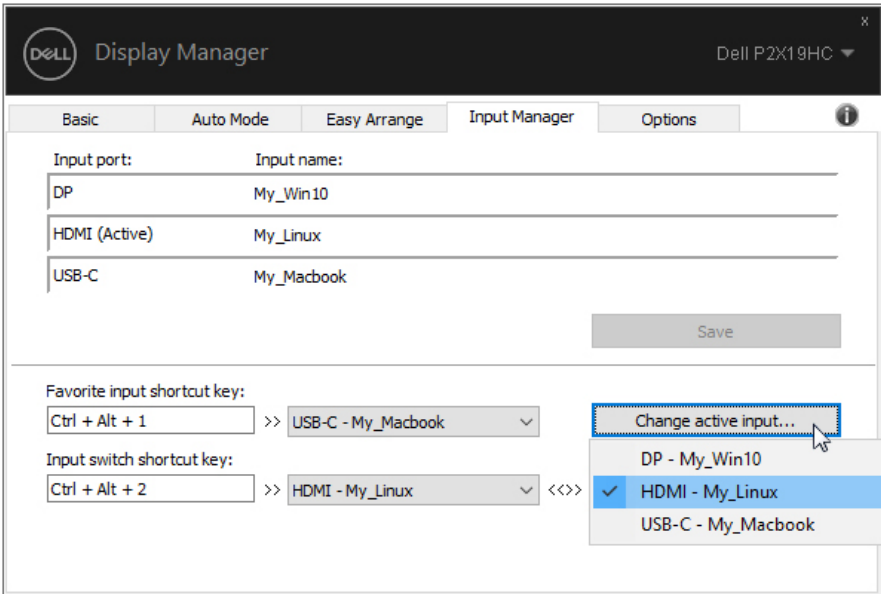 x
DELL
Display Manager
Dell P2X19HC
Basic Auto Mode Easy Arrange Input Manager Options i
Input port: Input name:
DP My_Win10
HDMI (Active) My_Linux
USB-C My_Macbook
Save
Favorite input shortcut key:
Ctrl + Alt + 1 >> USB-C - My_Macbook Change active input...
Input switch shortcut key:
Ctrl + Alt + 2 >> HDMI - My_Linux <<>>
DP - My_Win10
HDMI - My_Linux
USB-C - My_Macbook